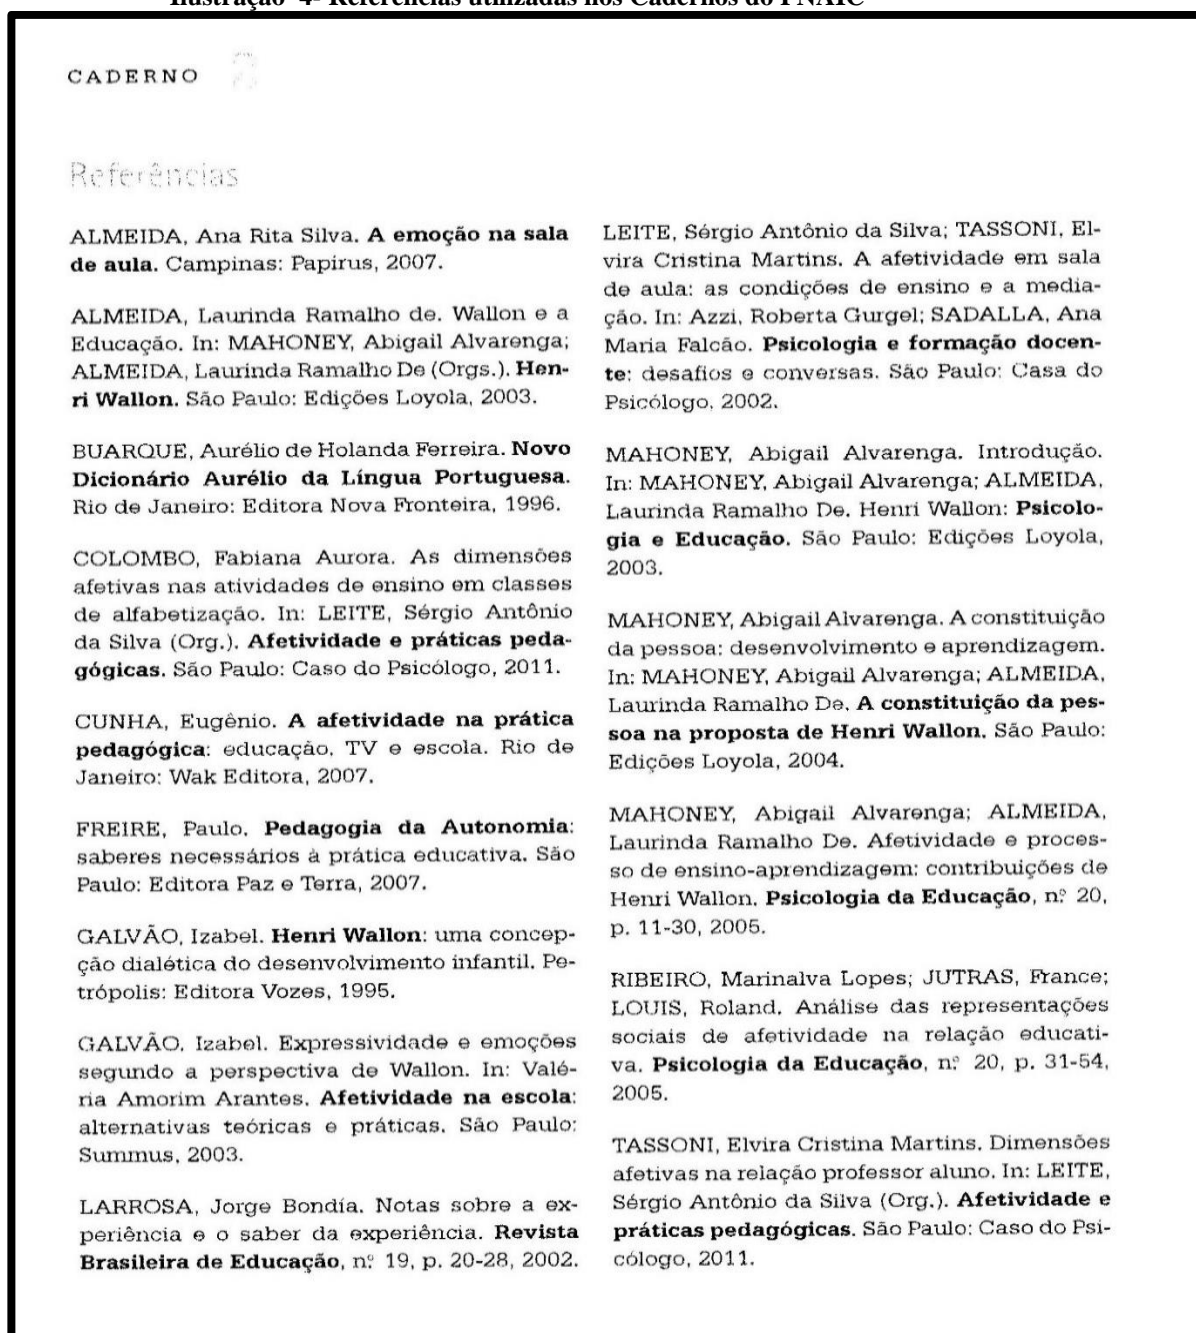 Ilustração 4- Referências utilizadas nos Cadernos do PNAIC
CADERNO 2
Referências
ALMEIDA, Ana Rita Silva. A emoção na sala
de aula. Campinas: Papirus, 2007.
ALMEIDA, Laurinda Ramalho de. Wallon e a
Educação. In: MAHONEY, Abigail Alvarenga;
ALMEIDA, Laurinda Ramalho De (Orgs.). Hen-
ri Wallon. São Paulo: Edições Loyola, 2003.
BUARQUE, Aurélio de Holanda Ferreira. Novo
Dicionário Aurélio da Língua Portuguesa.
Rio de Janeiro: Editora Nova Fronteira, 1996.
COLOMBO, Fabiana Aurora. As dimensões
afetivas nas atividades de ensino em classes
de alfabetização. In: LEITE, Sérgio Antônio
da Silva (Org.). Afetividade e práticas peda-
gógicas. São Paulo: Caso do Psicólogo, 2011.
CUNHA, Eugênio. A afetividade na prática
pedagógica: educação, TV e escola. Rio de
Janeiro: Wak Editora, 2007.
FREIRE, Paulo. Pedagogia da Autonomia:
saberes necessários à prática educativa. São
Paulo: Editora Paz e Terra, 2007.
GALVÃO, Izabel. Henri Wallon: uma concep-
ção dialética do desenvolvimento infantil. Pe-
trópolis: Editora Vozes, 1995.
GALVÃO, Izabel. Expressividade e emoções
segundo a perspectiva de Wallon. In: Valé-
ria Amorim Arantes. Afetividade na escola:
alternativas teóricas e práticas. São Paulo:
Summus, 2003.
LARROSA, Jorge Bondía. Notas sobre a ex-
periência e o saber da experiência. Revista
Brasileira de Educação, nº 19, p. 20-28, 2002.
LEITE, Sérgio Antônio da Silva; TASSONI, El-
vira Cristina Martins. A afetividade em sala
de aula: as condições de ensino e a media-
ção. In: Azzi, Roberta Gurgel; SADALLA, Ana
Maria Falcão. Psicologia e formação docen-
te: desafios e conversas. São Paulo: Casa do
Psicólogo, 2002.
MAHONEY, Abigail Alvarenga. Introdução.
In: MAHONEY, Abigail Alvarenga; ALMEIDA,
Laurinda Ramalho De. Henri Wallon: Psicolo-
gia e Educação. São Paulo: Edições Loyola,
2003.
MAHONEY, Abigail Alvarenga. A constituição
da pessoa: desenvolvimento e aprendizagem.
In: MAHONEY, Abigail Alvarenga; ALMEIDA,
Laurinda Ramalho De. A constituição da pes-
soa na proposta de Henri Wallon. São Paulo:
Edições Loyola, 2004.
MAHONEY, Abigail Alvarenga; ALMEIDA,
Laurinda Ramalho De. Afetividade e proces-
so de ensino-aprendizagem: contribuições de
Henri Wallon. Psicologia da Educação, nº 20,
p. 11-30, 2005.
RIBEIRO, Marinalva Lopes; JUTRAS, France;
LOUIS, Roland. Análise das representações
sociais de afetividade na relação educati-
va. Psicologia da Educação, nº 20, p. 31-54,
2005.
TASSONI, Elvira Cristina Martins. Dimensões
afetivas na relação professor aluno. In: LEITE,
Sérgio Antônio da Silva (Org.). Afetividade e
práticas pedagógicas. São Paulo: Caso do Psi-
cólogo, 2011.